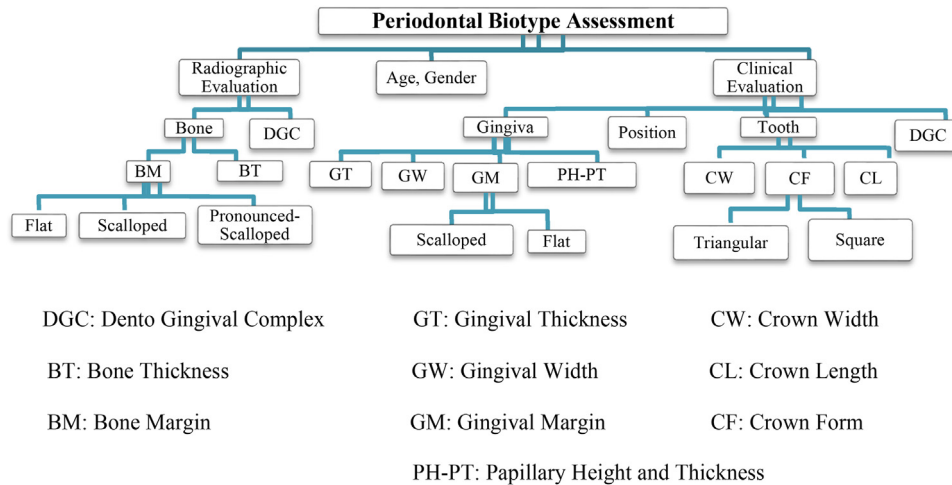 Periodontal Biotype Assessment
Radiographic
Evaluation
Age, Gender
Clinical
Evaluation
Bone
DGC
Gingiva
Position
Tooth
DGC
BM
BT
GT
GW
GM
PH-PT
CW
CF
CL
Flat
Scalloped
Pronounced-
Scalloped
Scalloped
Flat
Triangular
Square
DGC: Dento Gingival Complex
GT: Gingival Thickness
CW: Crown Width
BT: Bone Thickness
GW: Gingival Width
CL: Crown Length
BM: Bone Margin
GM: Gingival Margin
CF: Crown Form
PH-PT: Papillary Height and Thickness